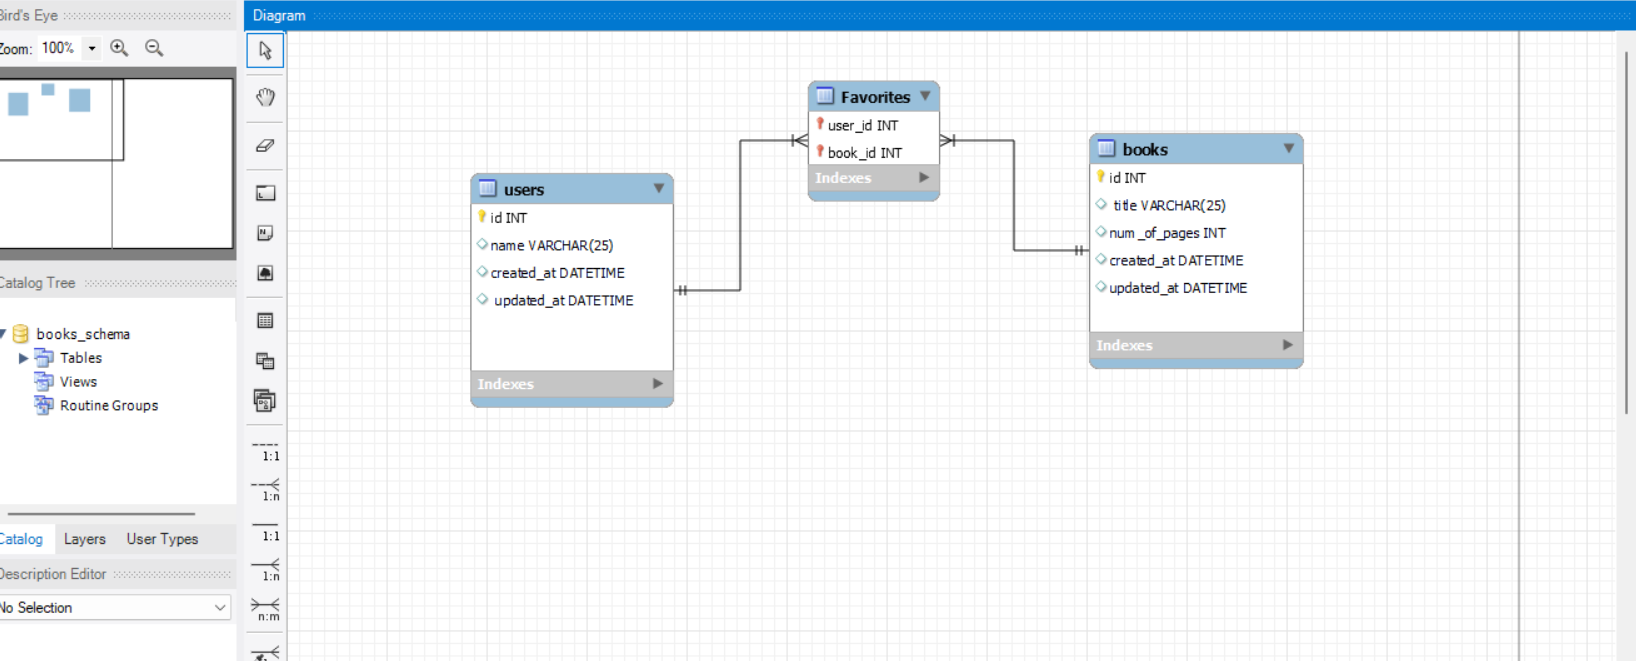 Bird's Eye
Zoom: 100%
Catalog Tree
books_schema
Tables
Views
Routine Groups
Catalog Layers User Types
Description Editor
No Selection
Diagram
1:1
1:n
1:1
1:n
n:m
users
id INT
name VARCHAR(25)
created_at DATETIME
updated_at DATETIME
Indexes
Favorites
user_id INT
book_id INT
Indexes
books
id INT
title VARCHAR(25)
num _of_pages INT
created_at DATETIME
updated_at DATETIME
Indexes